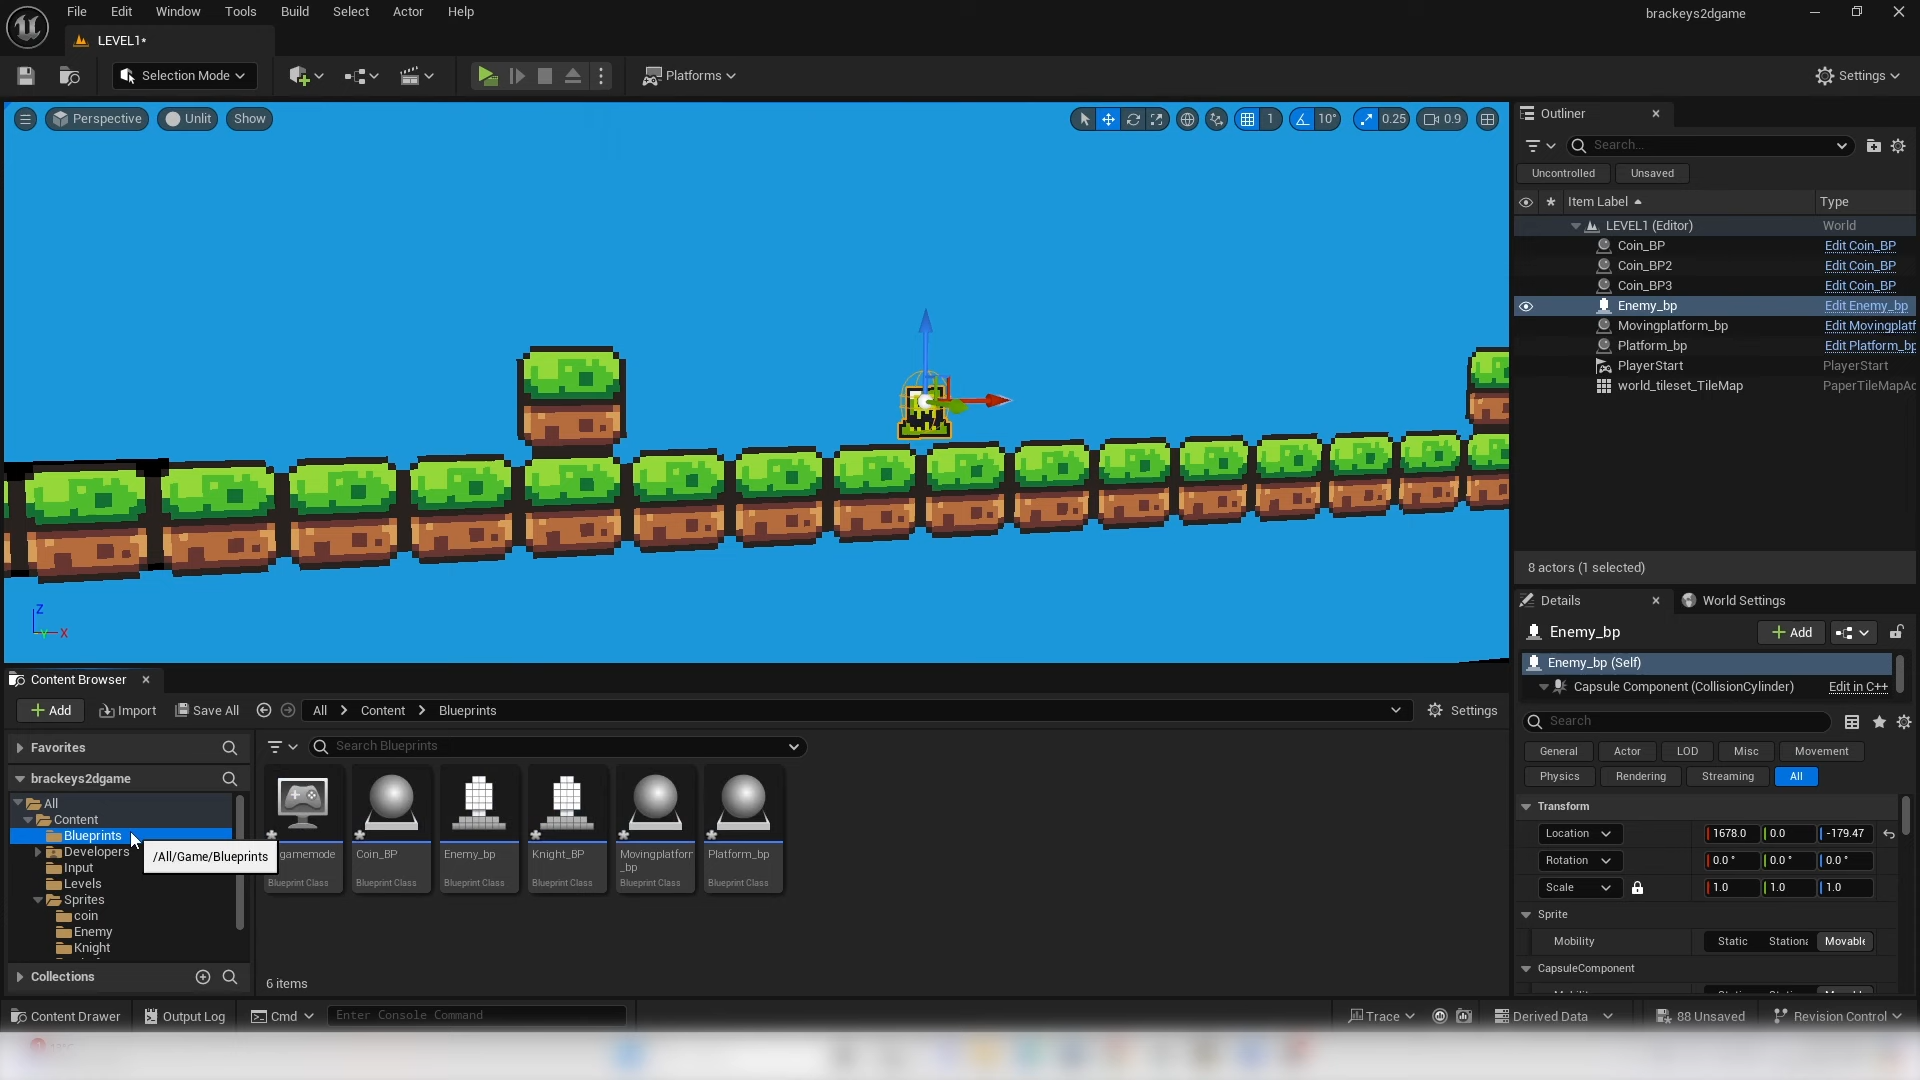 File Edit Window Tools Build Select Actor Help brackeys2dgame
LEVEL1*
Selection Mode Platforms Settings
Perspective Unlit Show 1 10° 0.25 0.9
Outliner
Search...
Uncontrolled Unsaved
Item Label Type
LEVEL1 (Editor) World
Coin_BP Edit Coin_BP
Coin_BP2 Edit Coin_BP
Coin_BP3 Edit Coin_BP
Enemy_bp Edit Enemy_bp
Movingplatform_bp Edit Movingplatf
Platform_bp Edit Platform_bp
PlayerStart PlayerStart
world_tileset_TileMap PaperTileMapAc
8 actors (1 selected)
Z
Y X
Details World Settings
Enemy_bp Add
Enemy_bp (Self)
Capsule Component (CollisionCylinder) Edit in C++
Search
General Actor LOD Misc Movement
Physics Rendering Streaming All
Transform
Location 1678.0 0.0 -179.47
Rotation 0.0° 0.0° 0.0°
Scale 1.0 1.0 1.0
Sprite
Mobility Static Stationa Movable
CapsuleComponent
Content Browser
Add Import Save All All Content Blueprints Settings
Favorites
Search Blueprints
brackeys2dgame
All
Content
Blueprints
Developers
Input
Levels
Sprites
coin
Enemy
Knight
/All/Game/Blueprints
gamemode Coin_BP Enemy_bp Knight_BP Movingplatform _bp Platform_bp
Blueprint Class Blueprint Class Blueprint Class Blueprint Class Blueprint Class Blueprint Class
Collections
6 items
Content Drawer Output Log Cmd Enter Console Command Trace Derived Data 88 Unsaved Revision Control